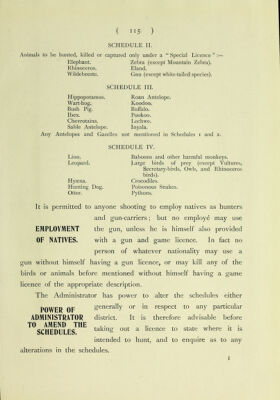 ( 115 )
SCHEDULE II.
Animals to be hunted, killed or captured only under a "Special Licence" :—
Elephant. Zebra (except Mountain Zebra).
Rhinoceros. Eland.
Wildebeeste. Gnu (except white-tailed species).
SCHEDULE III.
Hippopotamus. Roan Antelope.
Wart-hog. Koodoo.
Bush Pig. Buffalo.
Ibex. Pookoo.
Chevrotains. Lechwe.
Sable Antelope. Inyala.
Any Antelopes and Gazelles not mentioned in Schedules 1 and 2.
SCHEDULE IV.
Lion. Baboons and other harmful monkeys.
Leopard. Large birds of prey (except Vultures,
Secretary-birds, Owls, and Rhinoceros
birds).
Hyæna. Crocodiles.
Hunting Dog. Poisonous Snakes.
Otter. Pythons.
It is permitted to anyone shooting to employ natives as hunters
and gun-carriers; but no employé may use
EMPLOYMENT the gun, unless he is himself also provided
OF NATIVES. with a gun and game licence. In fact no
person of whatever nationality may use a
gun without himself having a gun licence, or may kill any of the
birds or animals before mentioned without himself having a game
licence of the appropriate description.
The Administrator has power to alter the schedules either
POWER OF generally or in respect to any particular
ADMINISTRATOR district. It is therefore advisable before
TO AMEND THE taking out a licence to state where it is
SCHEDULES. intended to hunt, and to enquire as to any
alterations in the schedules.
I